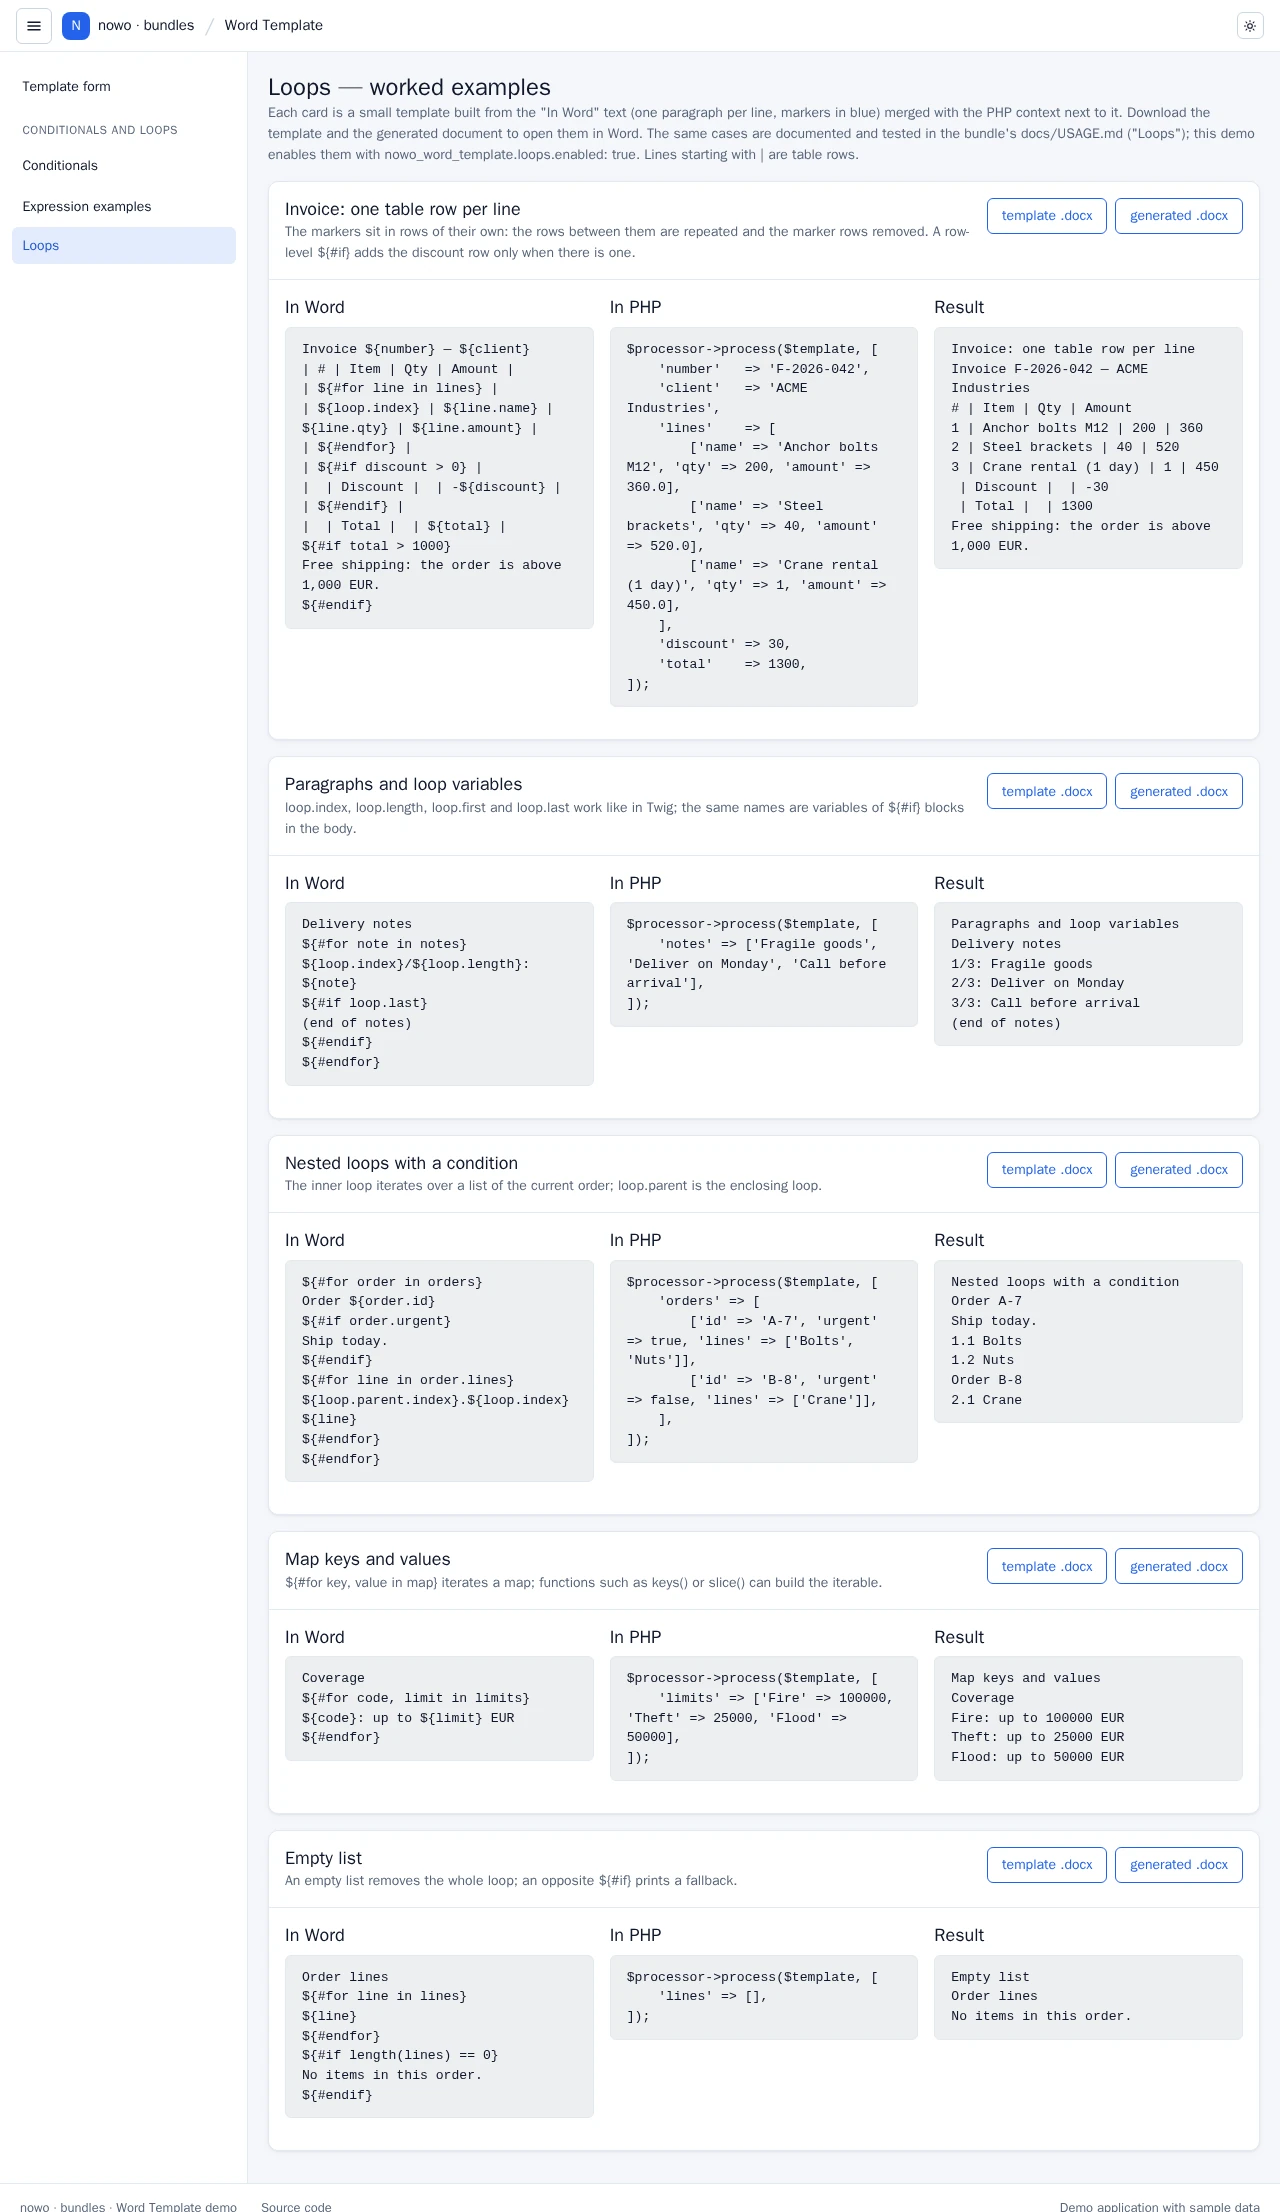 N nowo · bundles / Word Template
Template form
CONDITIONALS AND LOOPS
Conditionals
Expression examples
Loops
Loops — worked examples
Each card is a small template built from the "In Word" text (one paragraph per line, markers in blue) merged with the PHP context next to it. Download the
template and the generated document to open them in Word. The same cases are documented and tested in the bundle's docs/USAGE.md ("Loops"); this demo
enables them with nowo_word_template.loops.enabled: true. Lines starting with | are table rows.
Invoice: one table row per line
The markers sit in rows of their own: the rows between them are repeated and the marker rows removed. A row-
level ${#if} adds the discount row only when there is one.
template .docx
generated .docx
In Word
Invoice ${number} — ${client}
| # | Item | Qty | Amount |
| ${#for line in lines} |
| ${loop.index} | ${line.name} |
${line.qty} | ${line.amount} |
| ${#endfor} |
| ${#if discount > 0} |
|  | Discount |  | -${discount} |
| ${#endif} |
|  | Total |  | ${total} |
${#if total > 1000}
Free shipping: the order is above
1,000 EUR.
${#endif}
In PHP
$processor->process($template, [
    'number'   => 'F-2026-042',
    'client'   => 'ACME
Industries',
    'lines'    => [
        ['name' => 'Anchor bolts
M12', 'qty' => 200, 'amount' =>
360.0],
        ['name' => 'Steel
brackets', 'qty' => 40, 'amount'
=> 520.0],
        ['name' => 'Crane rental
(1 day)', 'qty' => 1, 'amount' =>
450.0],
    ],
    'discount' => 30,
    'total'    => 1300,
]);
Result
Invoice: one table row per line
Invoice F-2026-042 — ACME
Industries
# | Item | Qty | Amount
1 | Anchor bolts M12 | 200 | 360
2 | Steel brackets | 40 | 520
3 | Crane rental (1 day) | 1 | 450
 | Discount |  | -30
 | Total |  | 1300
Free shipping: the order is above
1,000 EUR.
Paragraphs and loop variables
loop.index, loop.length, loop.first and loop.last work like in Twig; the same names are variables of ${#if} blocks
in the body.
template .docx
generated .docx
In Word
Delivery notes
${#for note in notes}
${loop.index}/${loop.length}:
${note}
${#if loop.last}
(end of notes)
${#endif}
${#endfor}
In PHP
$processor->process($template, [
    'notes' => ['Fragile goods',
'Deliver on Monday', 'Call before
arrival'],
]);
Result
Paragraphs and loop variables
Delivery notes
1/3: Fragile goods
2/3: Deliver on Monday
3/3: Call before arrival
(end of notes)
Nested loops with a condition
The inner loop iterates over a list of the current order; loop.parent is the enclosing loop.
template .docx
generated .docx
In Word
${#for order in orders}
Order ${order.id}
${#if order.urgent}
Ship today.
${#endif}
${#for line in order.lines}
${loop.parent.index}.${loop.index}
${line}
${#endfor}
${#endfor}
In PHP
$processor->process($template, [
    'orders' => [
        ['id' => 'A-7', 'urgent'
=> true, 'lines' => ['Bolts',
'Nuts']],
        ['id' => 'B-8', 'urgent'
=> false, 'lines' => ['Crane']],
    ],
]);
Result
Nested loops with a condition
Order A-7
Ship today.
1.1 Bolts
1.2 Nuts
Order B-8
2.1 Crane
Map keys and values
${#for key, value in map} iterates a map; functions such as keys() or slice() can build the iterable.
template .docx
generated .docx
In Word
Coverage
${#for code, limit in limits}
${code}: up to ${limit} EUR
${#endfor}
In PHP
$processor->process($template, [
    'limits' => ['Fire' => 100000,
'Theft' => 25000, 'Flood' =>
50000],
]);
Result
Map keys and values
Coverage
Fire: up to 100000 EUR
Theft: up to 25000 EUR
Flood: up to 50000 EUR
Empty list
An empty list removes the whole loop; an opposite ${#if} prints a fallback.
template .docx
generated .docx
In Word
Order lines
${#for line in lines}
${line}
${#endfor}
${#if length(lines) == 0}
No items in this order.
${#endif}
In PHP
$processor->process($template, [
    'lines' => [],
]);
Result
Empty list
Order lines
No items in this order.
nowo · bundles · Word Template demo
Source code
Demo application with sample data